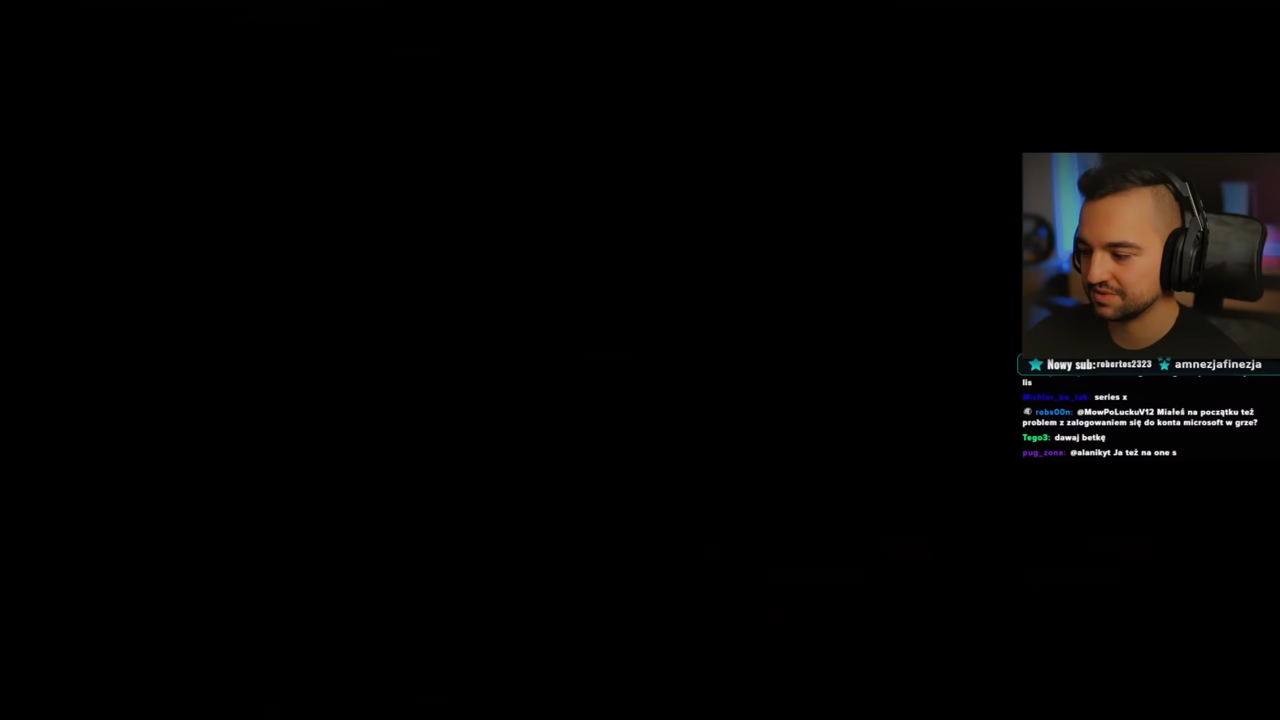 Nowy sub: robertos2323 amnezjafinezja
lis
series x
robs00n: @MowPoLuckuV12 Miałeś na początku też
problem z zalogowaniem się do konta microsoft w grze?
Tego3: dawaj betkę
pug_zone: @alanikyt Ja też na one s